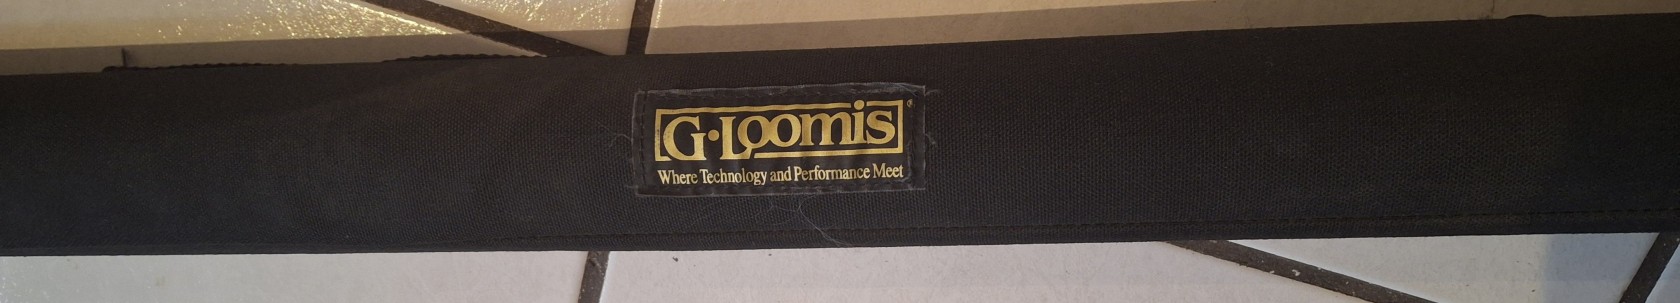 G·Loomis®
Where Technology and Performance Meet